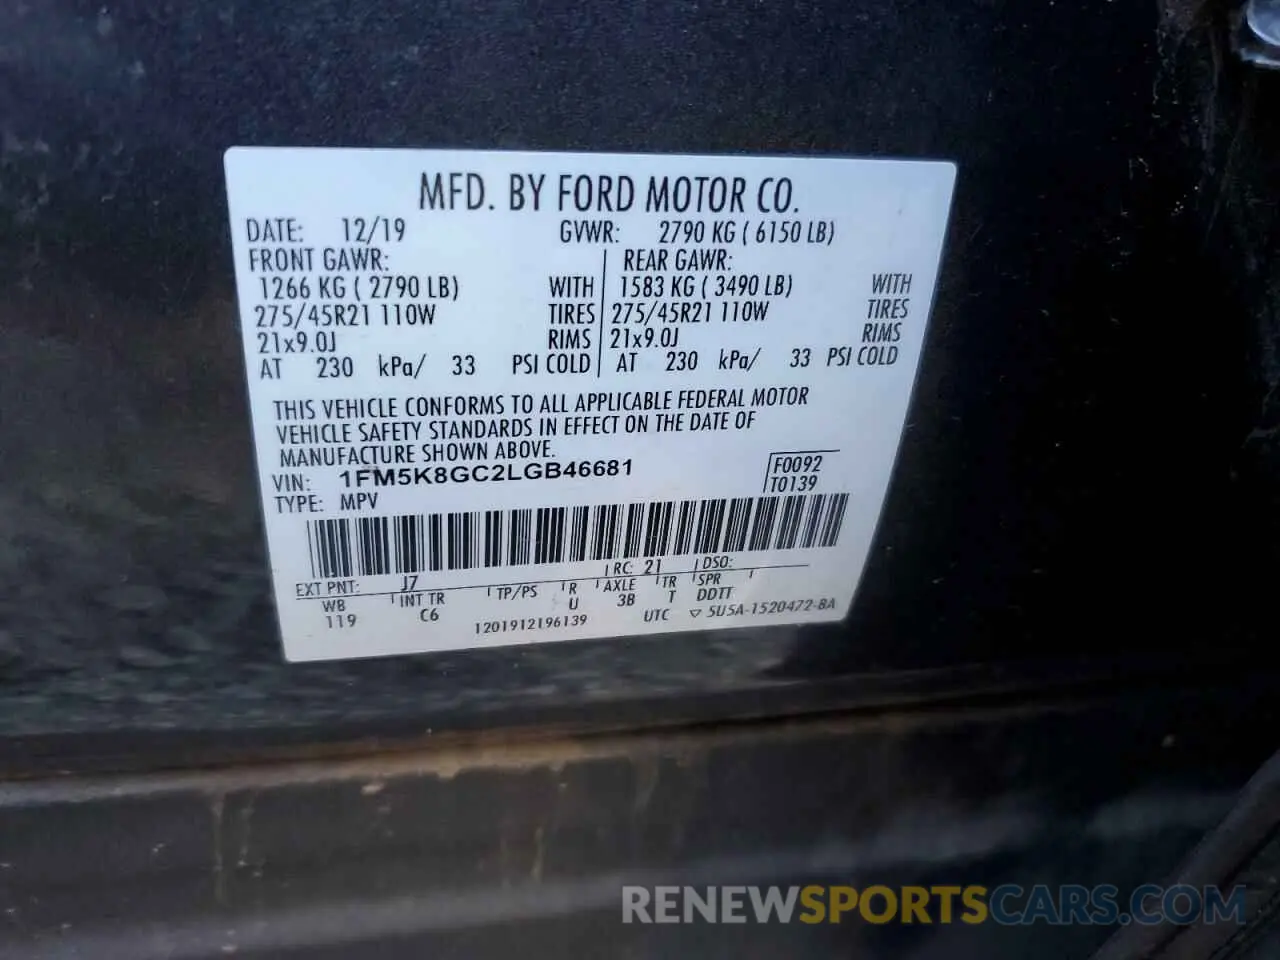 MFD. BY FORD MOTOR CO.
DATE: 12/19 GVWR: 2790 KG ( 6150 LB)
FRONT GAWR: REAR GAWR:
1266 KG ( 2790 LB) WITH 1583 KG ( 3490 LB) WITH
275/45R21 110W TIRES 275/45R21 110W TIRES
21x9.0J RIMS 21x9.0J RIMS
AT 230 kPa/ 33 PSI COLD AT 230 kPa/ 33 PSI COLD
THIS VEHICLE CONFORMS TO ALL APPLICABLE FEDERAL MOTOR
VEHICLE SAFETY STANDARDS IN EFFECT ON THE DATE OF
MANUFACTURE SHOWN ABOVE.
VIN: 1FM5K8GC2LGB46681 F0092
TYPE: MPV T0139
EXT PNT: J7 RC: 21 DSO:
WB INT TR TP/PS R AXLE TR SPR
119 C6 U 3B T DDTT
1201912196139 UTC ▽ 5U5A-1520472-BA
RENEWSPORTSCARS.COM